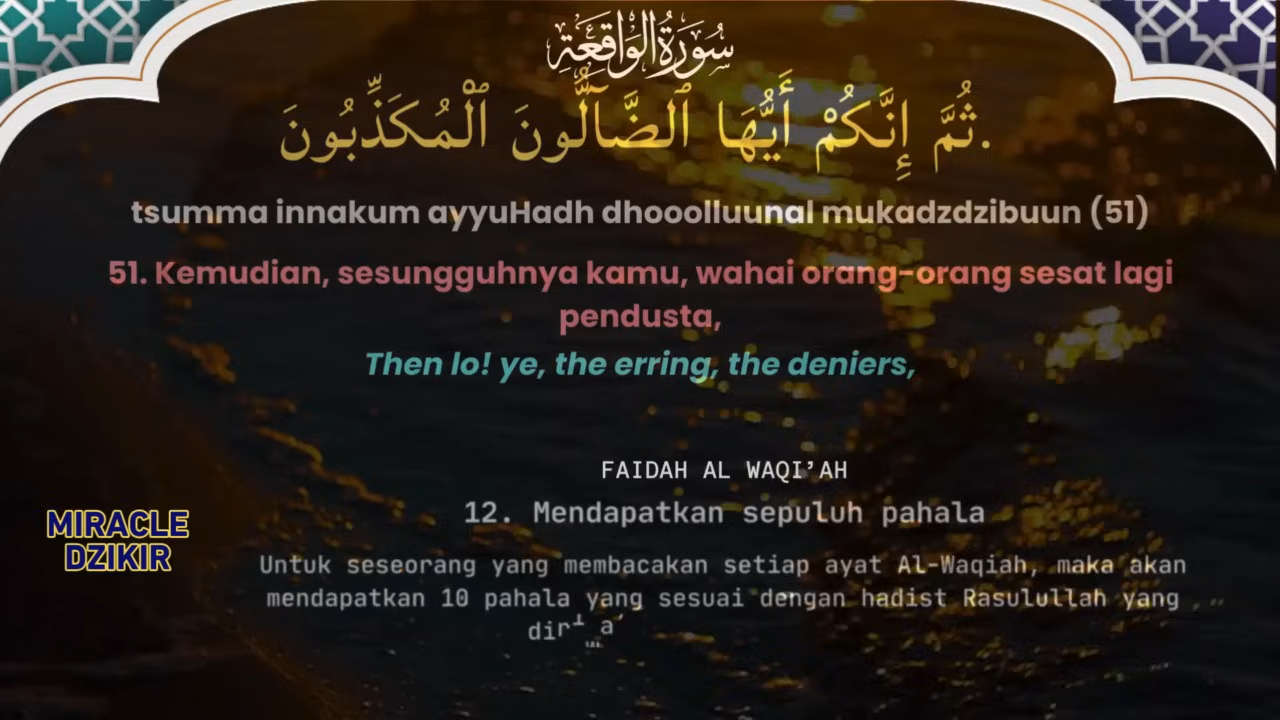 سُورَةُ الْوَاقِعَةِ
ثُمَّ إِنَّكُمْ أَيُّهَا ٱلضَّآلُّونَ ٱلْمُكَذِّبُونَ.
tsumma innakum ayyuHadh dhooolluunal mukadzdzibuun (51)
51. Kemudian, sesungguhnya kamu, wahai orang-orang sesat lagi
pendusta,
Then lo! ye, the erring, the deniers,
FAIDAH AL WAQI’AH
12. Mendapatkan sepuluh pahala
Untuk seseorang yang membacakan setiap ayat Al-Waqiah, maka akan
mendapatkan 10 pahala yang sesuai dengan hadist Rasulullah yang
MIRACLE
DZIKIR